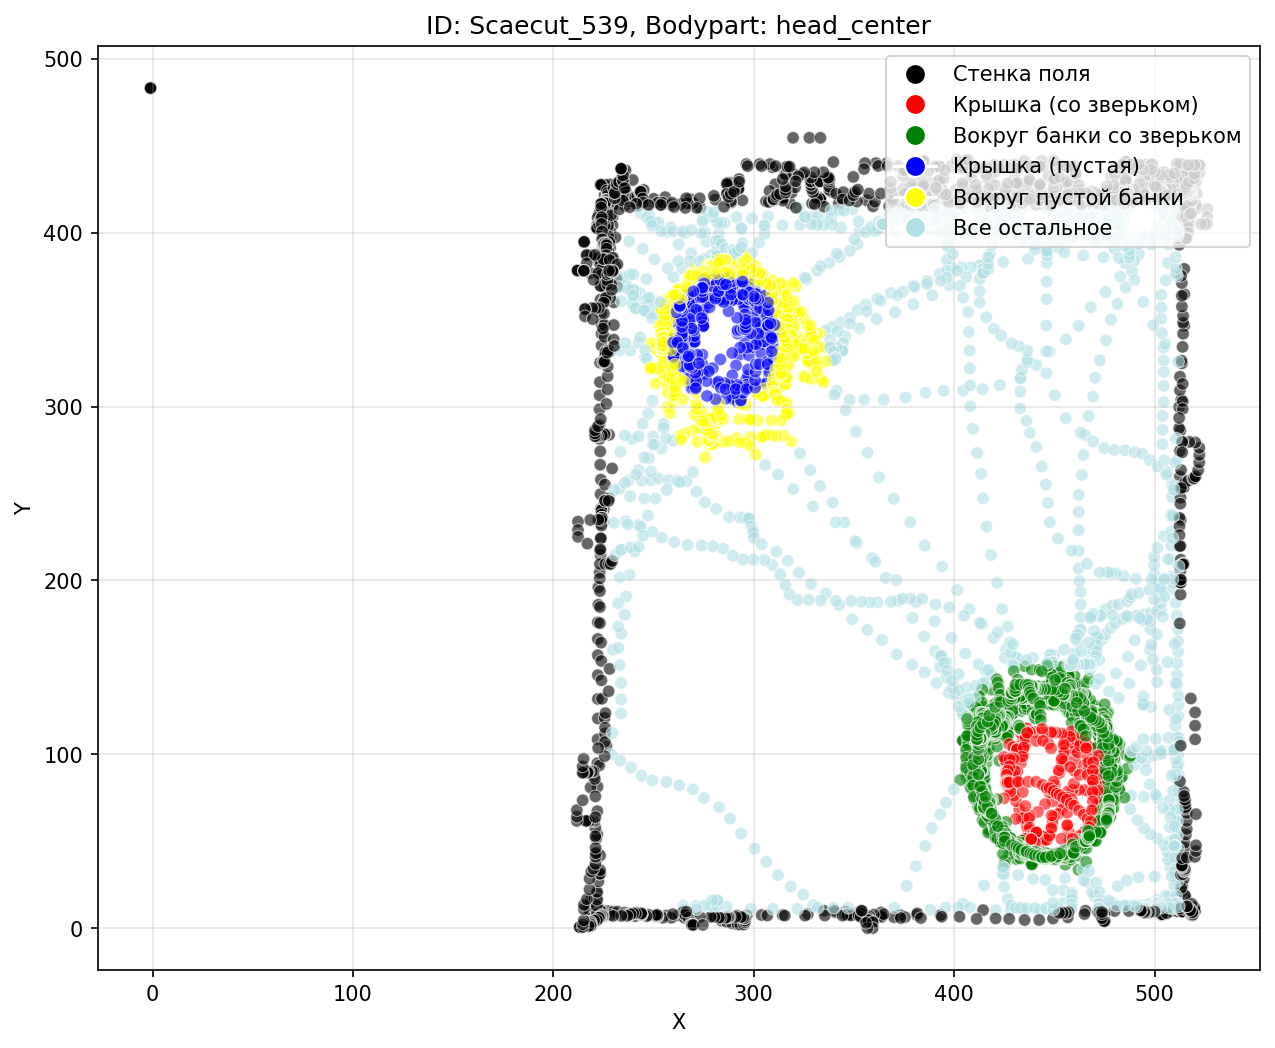 ID: Scaecut_539, Bodypart: head_center
500
400
300
200
100
0
Y
Стенка поля
Крышка (со зверьком)
Вокруг банки со зверьком
Крышка (пустая)
Вокруг пустой банки
Все остальное
0
100
200
300
400
500
X